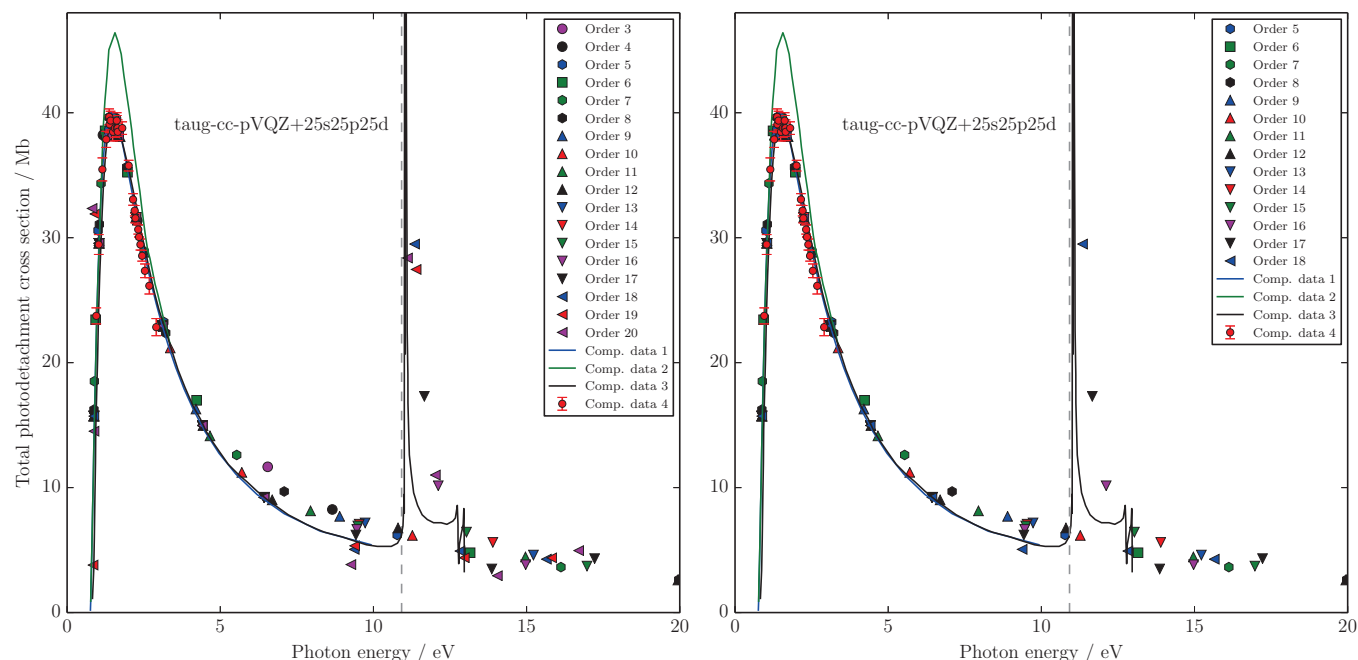 Total photodetachment cross section / Mb
40
30
20
10
0
taug-cc-pVQZ+25s25p25d
Order 3
Order 4
Order 5
Order 6
Order 7
Order 8
Order 9
Order 10
Order 11
Order 12
Order 13
Order 14
Order 15
Order 16
Order 17
Order 18
Order 19
Order 20
Comp. data 1
Comp. data 2
Comp. data 3
Comp. data 4
0 5 10 15 20
Photon energy / eV
40
30
20
10
0
taug-cc-pVQZ+25s25p25d
Order 5
Order 6
Order 7
Order 8
Order 9
Order 10
Order 11
Order 12
Order 13
Order 14
Order 15
Order 16
Order 17
Order 18
Comp. data 1
Comp. data 2
Comp. data 3
Comp. data 4
0 5 10 15 20
Photon energy / eV